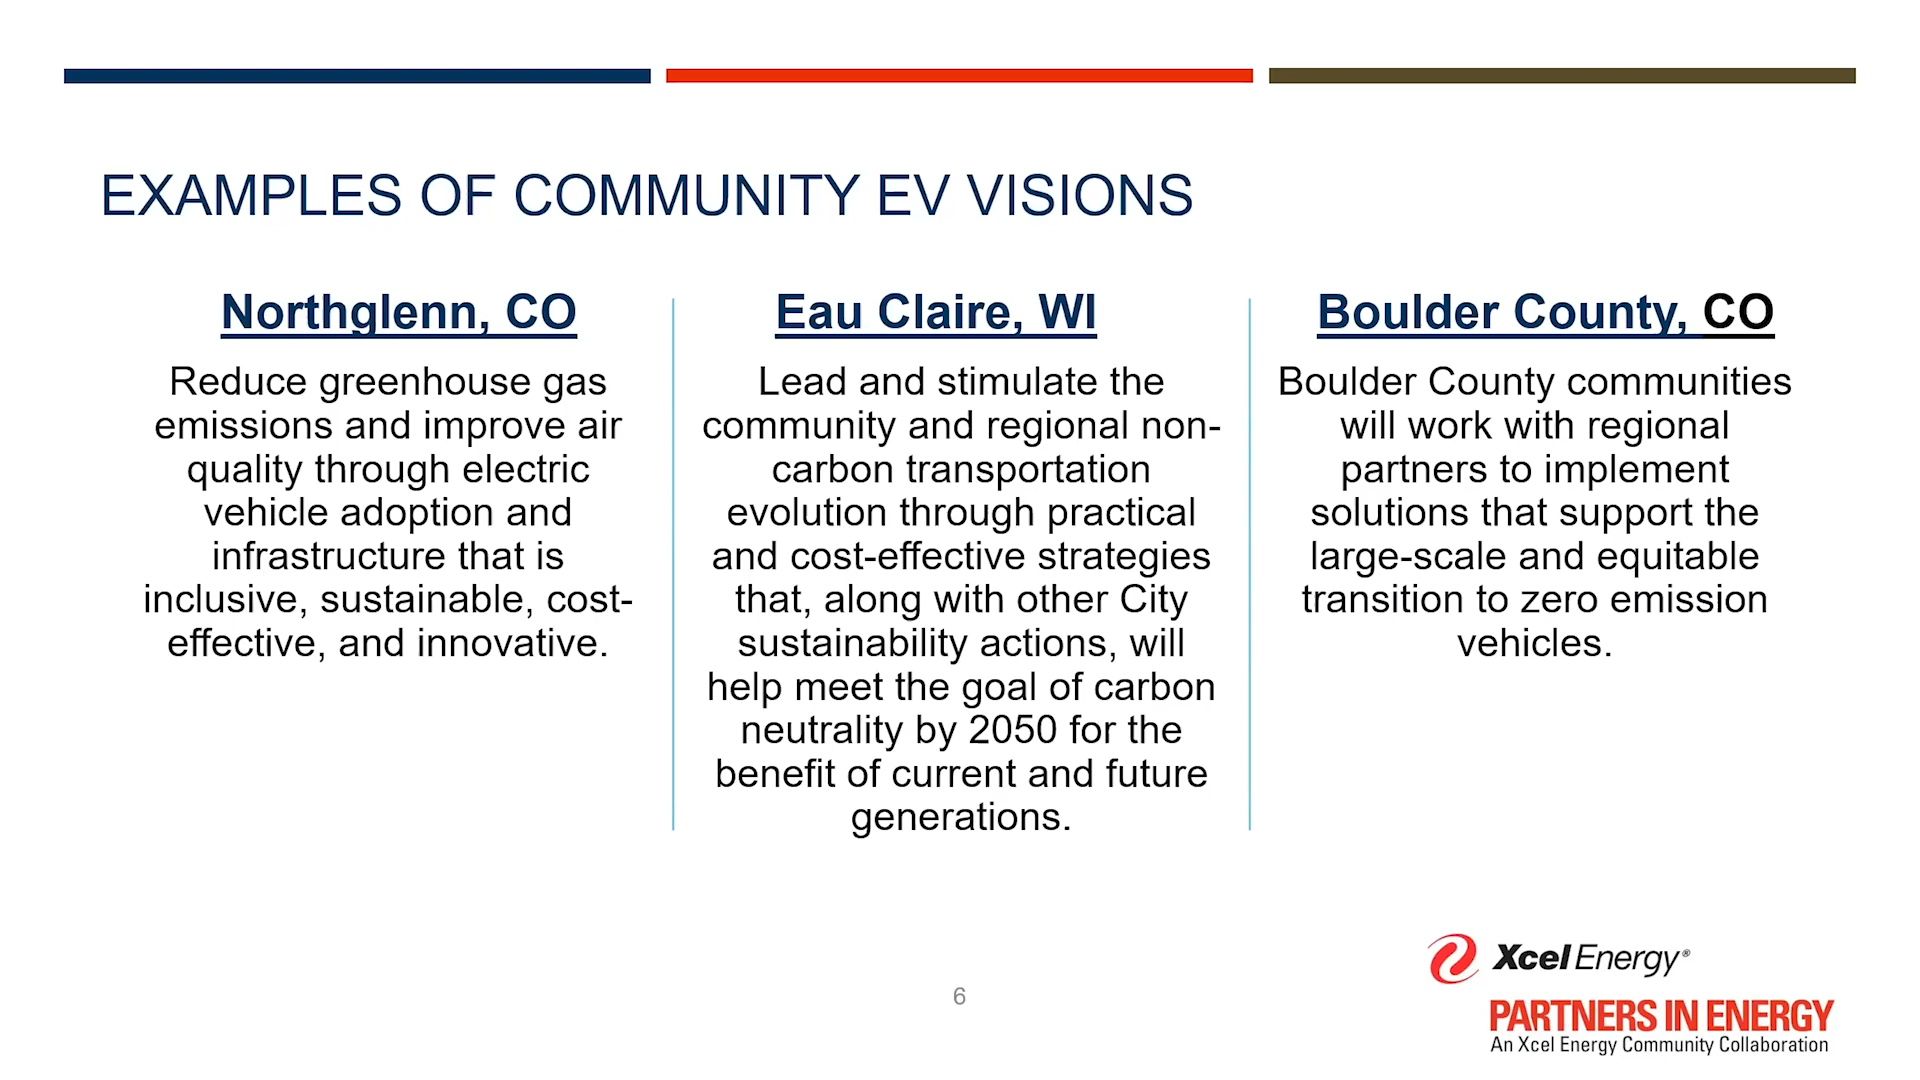 EXAMPLES OF COMMUNITY EV VISIONS
Northglenn, CO
Reduce greenhouse gas
emissions and improve air
quality through electric
vehicle adoption and
infrastructure that is
inclusive, sustainable, cost-
effective, and innovative.
Eau Claire, WI
Lead and stimulate the
community and regional non-
carbon transportation
evolution through practical
and cost-effective strategies
that, along with other City
sustainability actions, will
help meet the goal of carbon
neutrality by 2050 for the
benefit of current and future
generations.
Boulder County, CO
Boulder County communities
will work with regional
partners to implement
solutions that support the
large-scale and equitable
transition to zero emission
vehicles.
6
Xcel Energy®
PARTNERS IN ENERGY
An Xcel Energy Community Collaboration